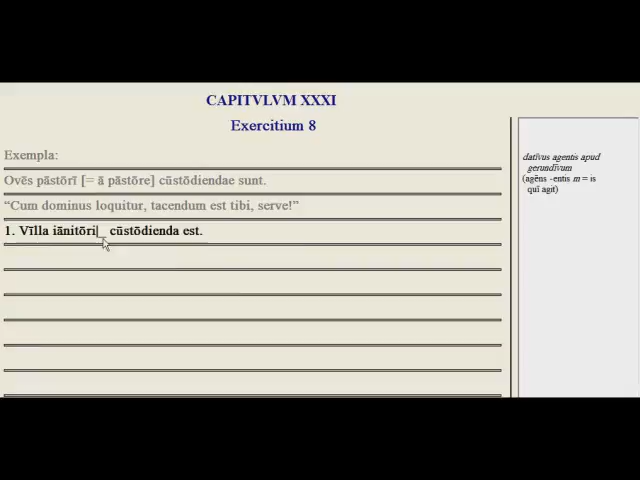 CAPITVLVM XXXI
Exercitium 8
Exempla:
Ovēs pāstōrī [= ā pāstōre] cūstōdiendae sunt.
“Cum dominus loquitur, tacendum est tibi, serve!”
1. Vīlla iānitōri_ cūstōdienda est.
datīvus agentis apud
gerundīvum
(agēns -entis m = is
quī agit)